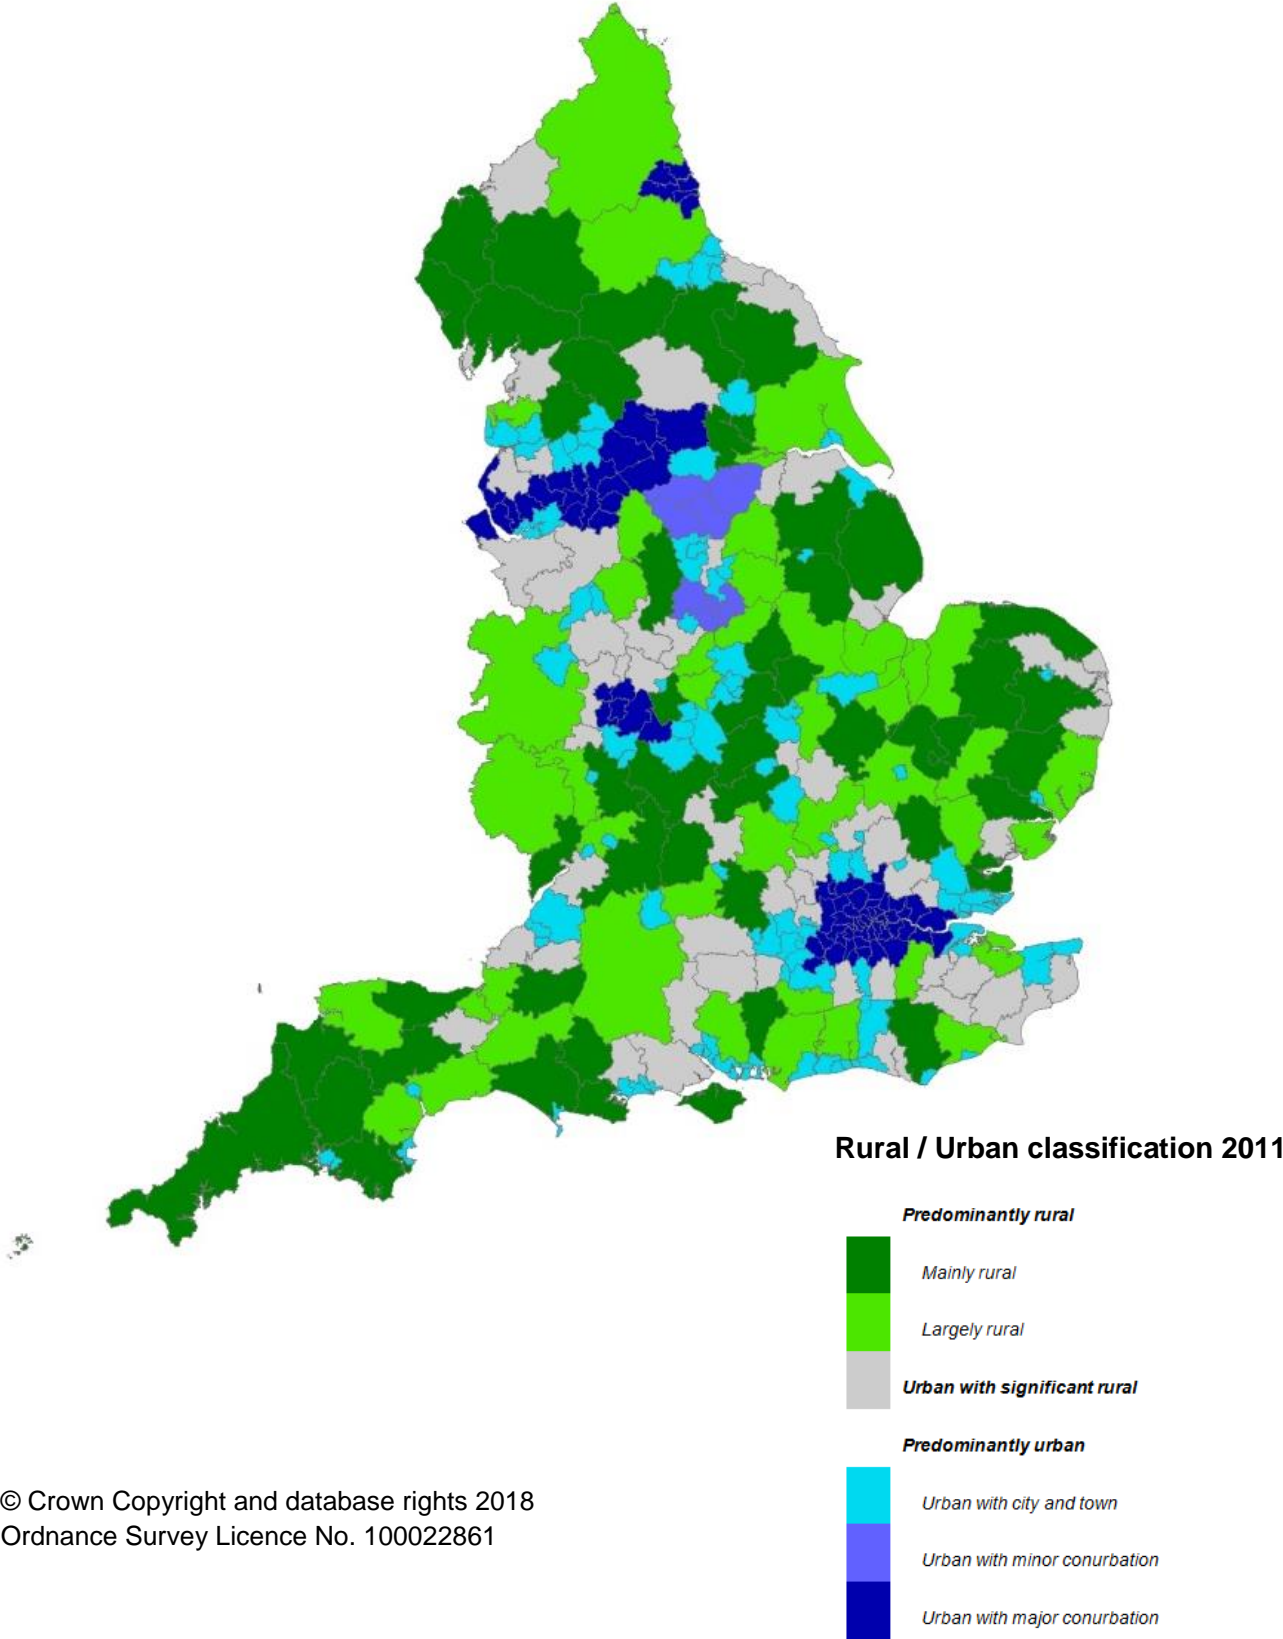 Rural / Urban classification 2011
Predominantly rural
Mainly rural
Largely rural
Urban with significant rural
Predominantly urban
Urban with city and town
Urban with minor conurbation
Urban with major conurbation
© Crown Copyright and database rights 2018
Ordnance Survey Licence No. 100022861